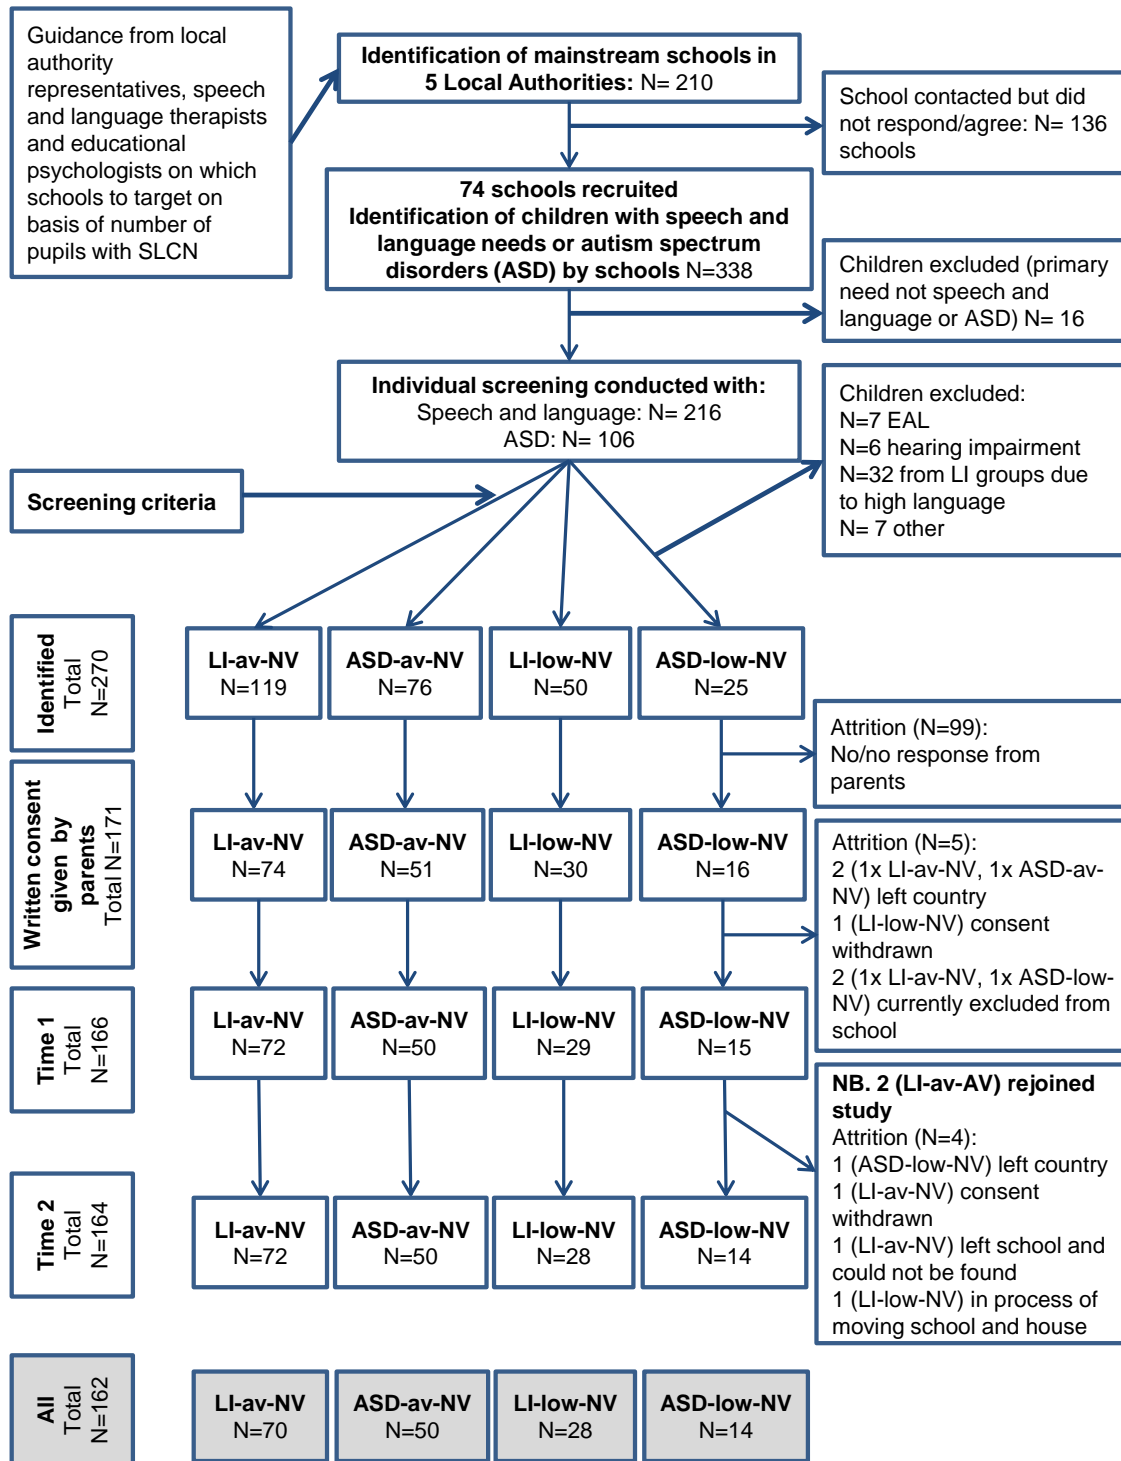 Guidance from local
authority
representatives, speech
and language therapists
and educational
psychologists on which
schools to target on
basis of number of
pupils with SLCN
Identification of mainstream schools in
5 Local Authorities: N= 210
School contacted but did
not respond/agree: N= 136
schools
74 schools recruited
Identification of children with speech and
language needs or autism spectrum
disorders (ASD) by schools N=338
Children excluded (primary
need not speech and
language or ASD) N= 16
Individual screening conducted with:
Speech and language: N= 216
ASD: N= 106
Children excluded:
N=7 EAL
N=6 hearing impairment
N=32 from LI groups due
to high language
N= 7 other
Screening criteria
Identified
Total
N=270
LI-av-NV
N=119
ASD-av-NV
N=76
LI-low-NV
N=50
ASD-low-NV
N=25
Attrition (N=99):
No/no response from
parents
Written consent
given by
parents
Total N=171
LI-av-NV
N=74
ASD-av-NV
N=51
LI-low-NV
N=30
ASD-low-NV
N=16
Attrition (N=5):
2 (1x LI-av-NV, 1x ASD-av-
NV) left country
1 (LI-low-NV) consent
withdrawn
2 (1x LI-av-NV, 1x ASD-low-
NV) currently excluded from
school
Time 1
Total
N=166
LI-av-NV
N=72
ASD-av-NV
N=50
LI-low-NV
N=29
ASD-low-NV
N=15
NB. 2 (LI-av-AV) rejoined
study
Attrition (N=4):
1 (ASD-low-NV) left country
1 (LI-av-NV) consent
withdrawn
1 (LI-av-NV) left school and
could not be found
1 (LI-low-NV) in process of
moving school and house
Time 2
Total
N=164
LI-av-NV
N=72
ASD-av-NV
N=50
LI-low-NV
N=28
ASD-low-NV
N=14
All
Total
N=162
LI-av-NV
N=70
ASD-av-NV
N=50
LI-low-NV
N=28
ASD-low-NV
N=14